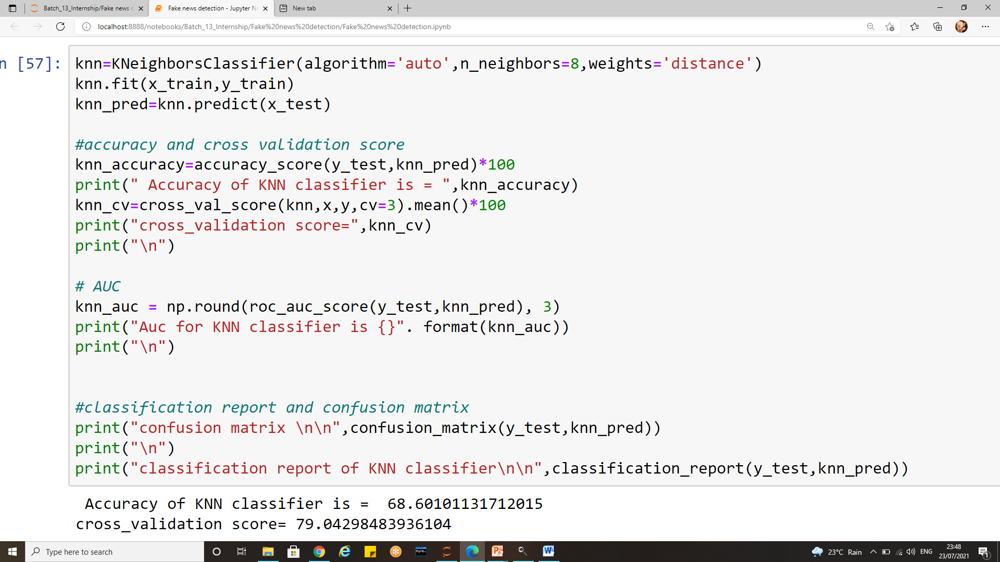 Batch_13_Internship/Fake news d
Fake news detection - Jupyter No
New tab
localhost:8888/notebooks/Batch_13_Internship/Fake%20news%20detection/Fake%20news%20detection.ipynb
n [57]:
knn=KNeighborsClassifier(algorithm='auto',n_neighbors=8,weights='distance')
knn.fit(x_train,y_train)
knn_pred=knn.predict(x_test)
#accuracy and cross validation score
knn_accuracy=accuracy_score(y_test,knn_pred)*100
print(" Accuracy of KNN classifier is = ",knn_accuracy)
knn_cv=cross_val_score(knn,x,y,cv=3).mean()*100
print("cross_validation score=",knn_cv)
print("\n")
# AUC
knn_auc = np.round(roc_auc_score(y_test,knn_pred), 3)
print("Auc for KNN classifier is {}". format(knn_auc))
print("\n")
#classification report and confusion matrix
print("confusion matrix \n\n",confusion_matrix(y_test,knn_pred))
print("\n")
print("classification report of KNN classifier\n\n",classification_report(y_test,knn_pred))
Accuracy of KNN classifier is =  68.60101131712015
cross_validation score= 79.04298483936104
Type here to search
23°C Rain
ENG
23:48
23/07/2021
1